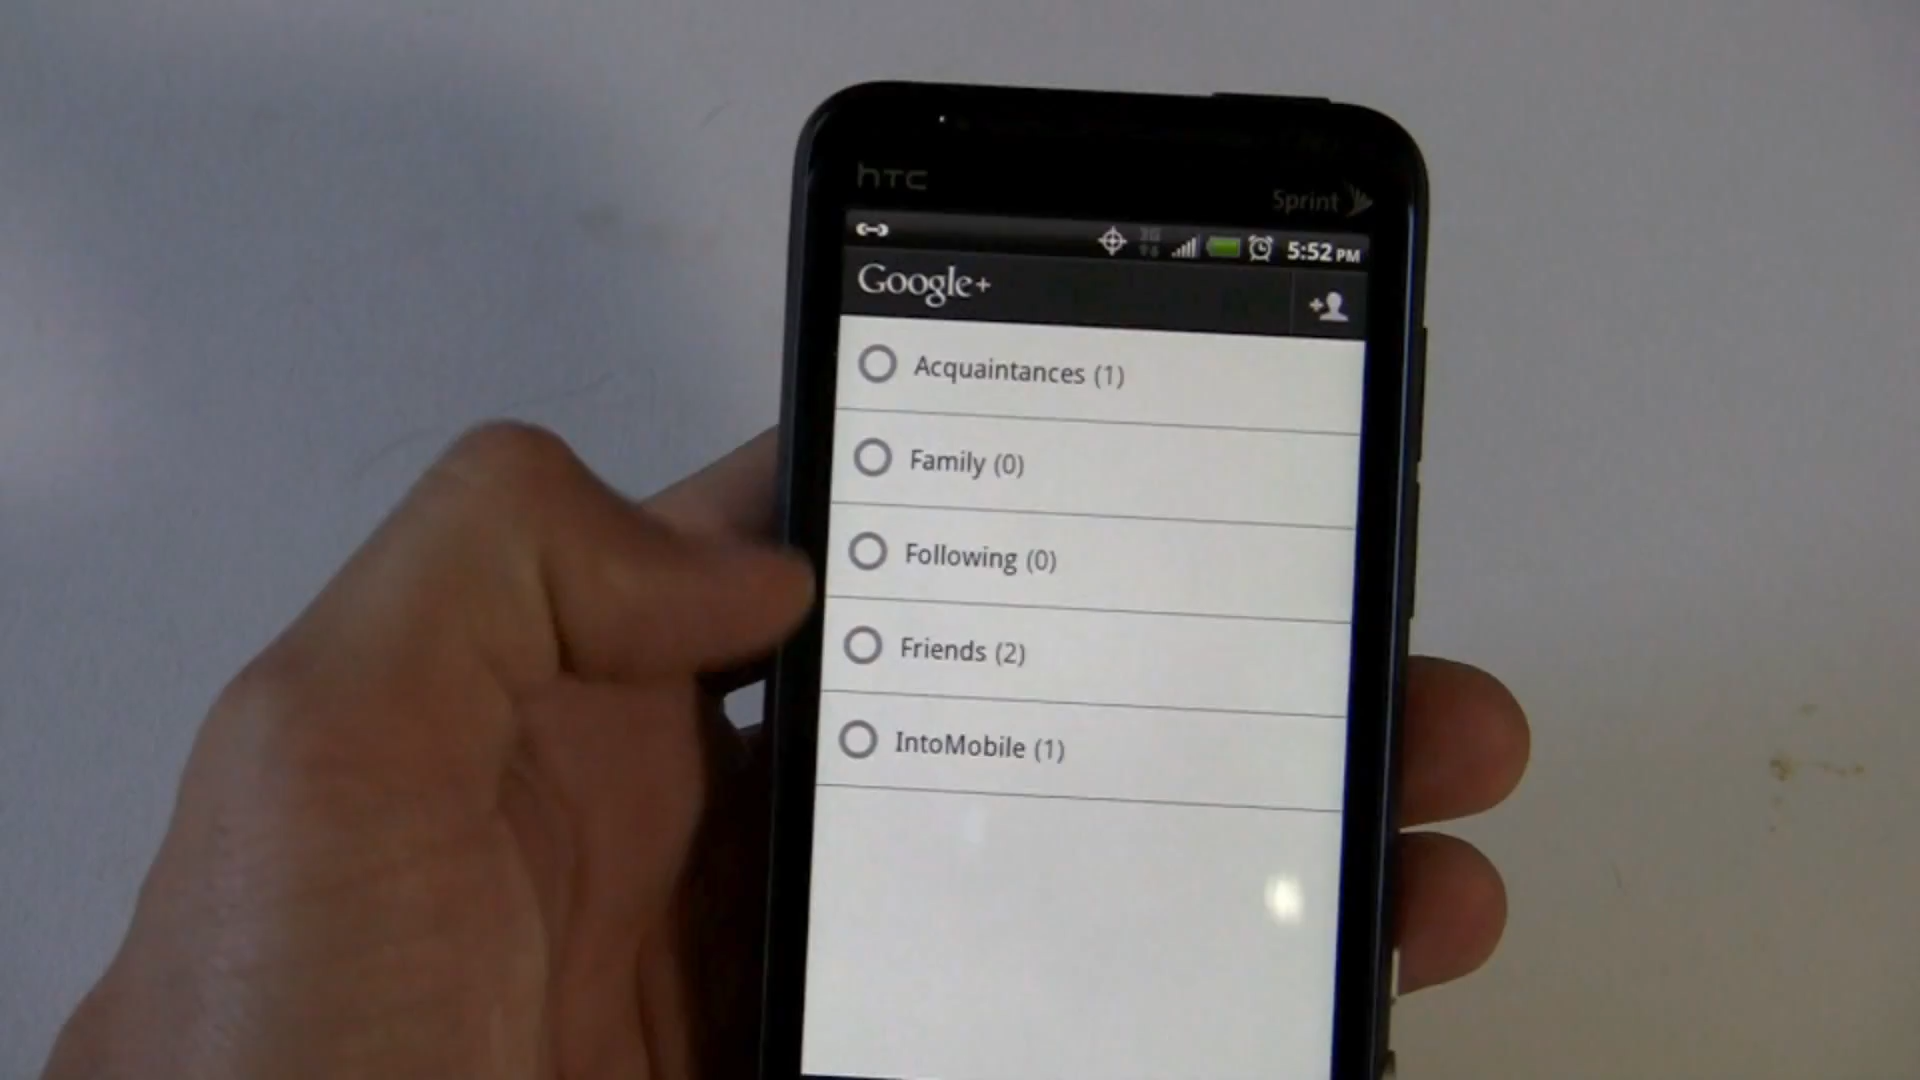 htc
Sprint
5:52 PM
Google+
Acquaintances (1)
Family (0)
Following (0)
Friends (2)
IntoMobile (1)